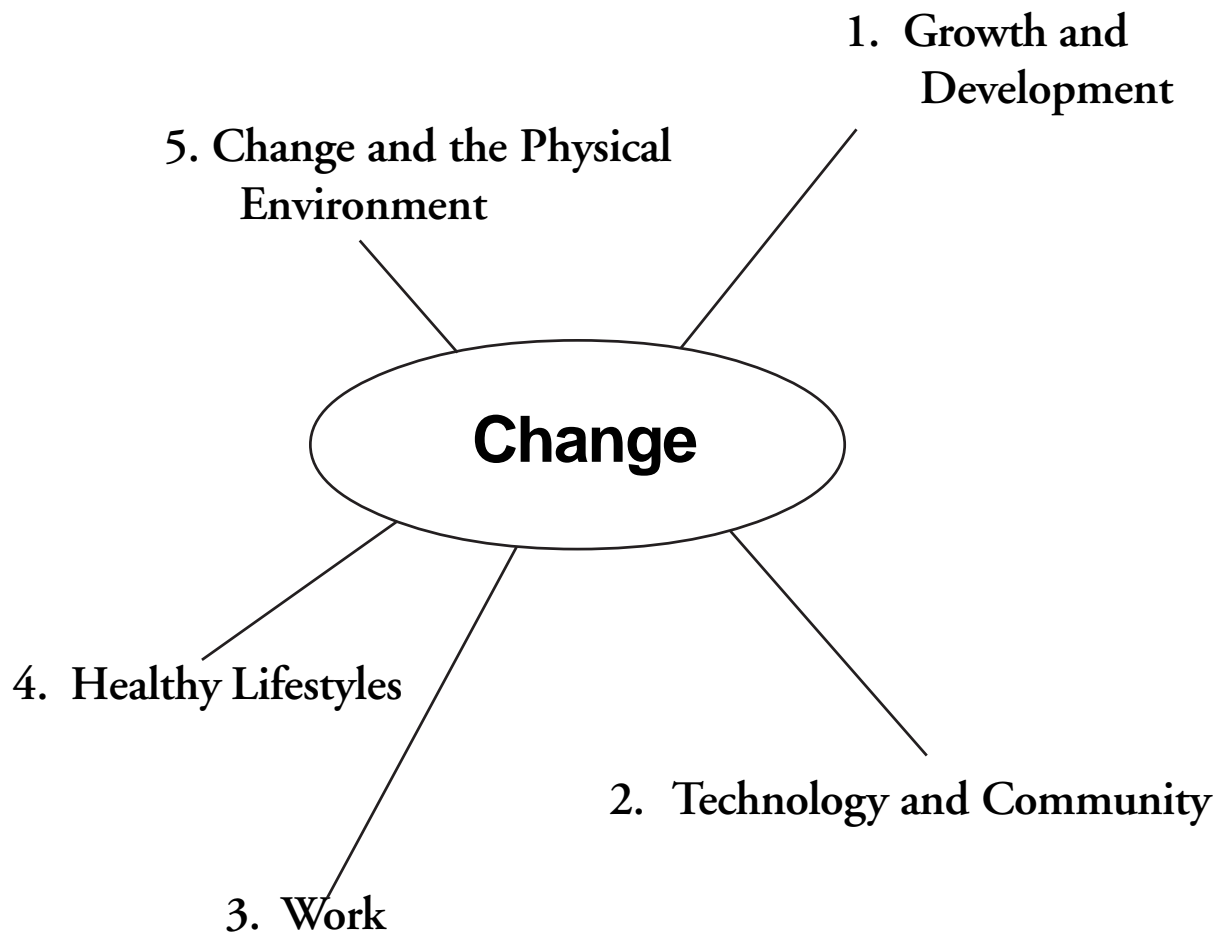 1. Growth and
Development
5. Change and the Physical
Environment
Change
4. Healthy Lifestyles
2. Technology and Community
3. Work